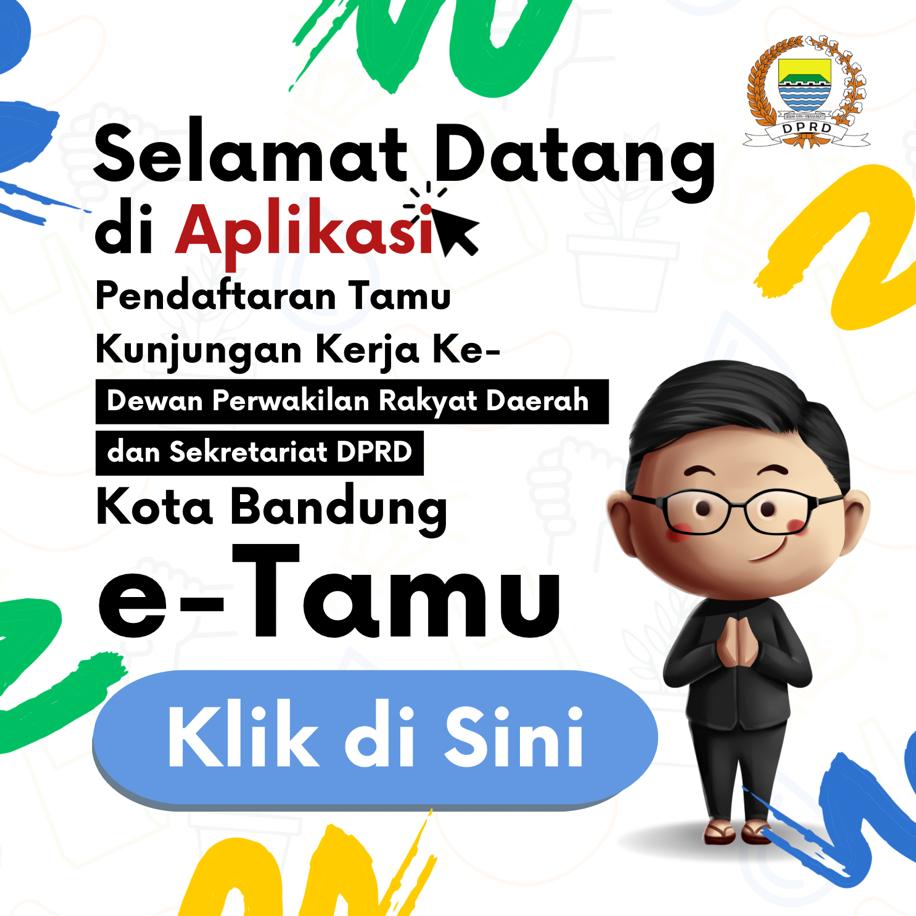 DPRD
Selamat Datang
di Aplikasi
Pendaftaran Tamu
Kunjungan Kerja Ke-
Dewan Perwakilan Rakyat Daerah
dan Sekretariat DPRD
Kota Bandung
e-Tamu
Klik di Sini